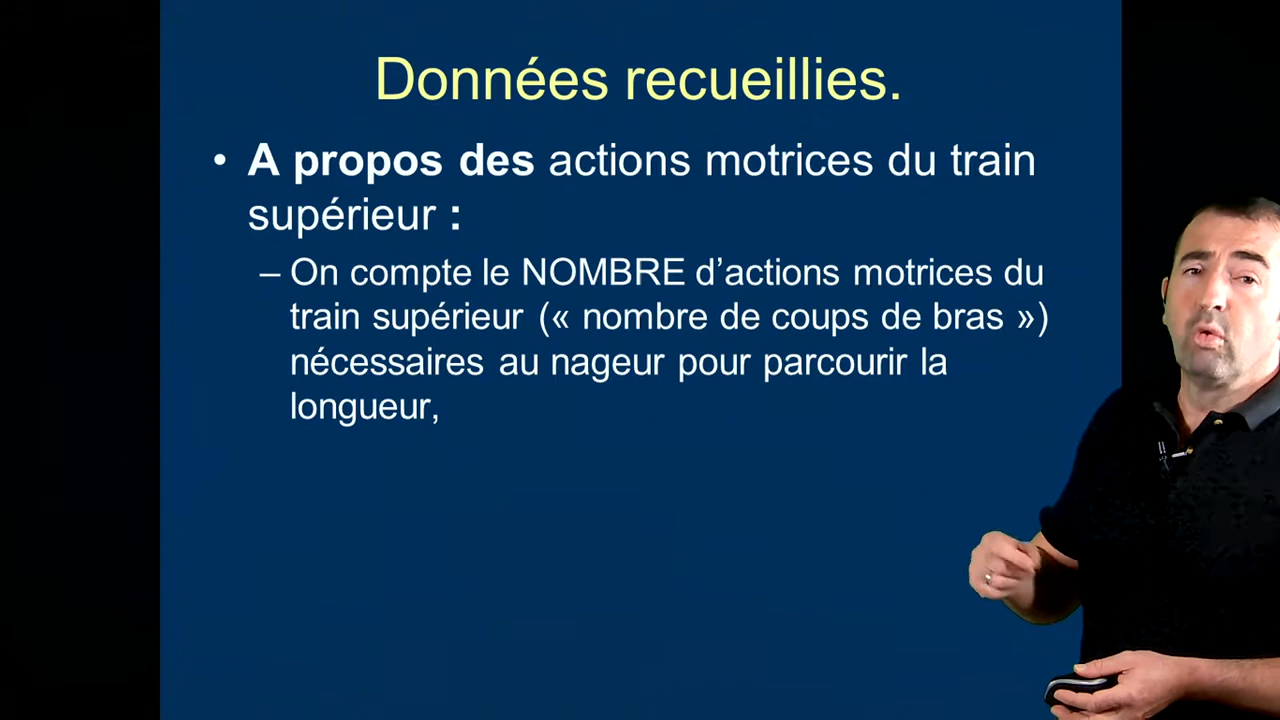 Données recueillies.
• A propos des actions motrices du train
supérieur :
– On compte le NOMBRE d’actions motrices du
train supérieur (« nombre de coups de bras »)
nécessaires au nageur pour parcourir la
longueur,